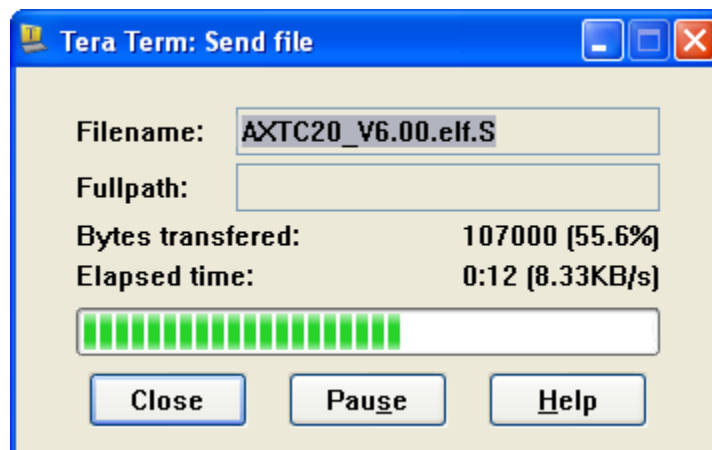 Tera Term: Send file
Filename: AXTC20_V6.00.elf.S
Fullpath:
Bytes transfered: 107000 (55.6%)
Elapsed time: 0:12 (8.33KB/s)
Close Pause Help